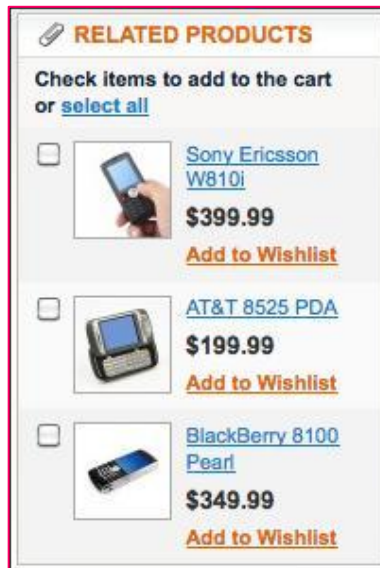 RELATED PRODUCTS
Check items to add to the cart
or select all
Sony Ericsson
W810i
$399.99
Add to Wishlist
AT&T 8525 PDA
$199.99
Add to Wishlist
BlackBerry 8100
Pearl
$349.99
Add to Wishlist